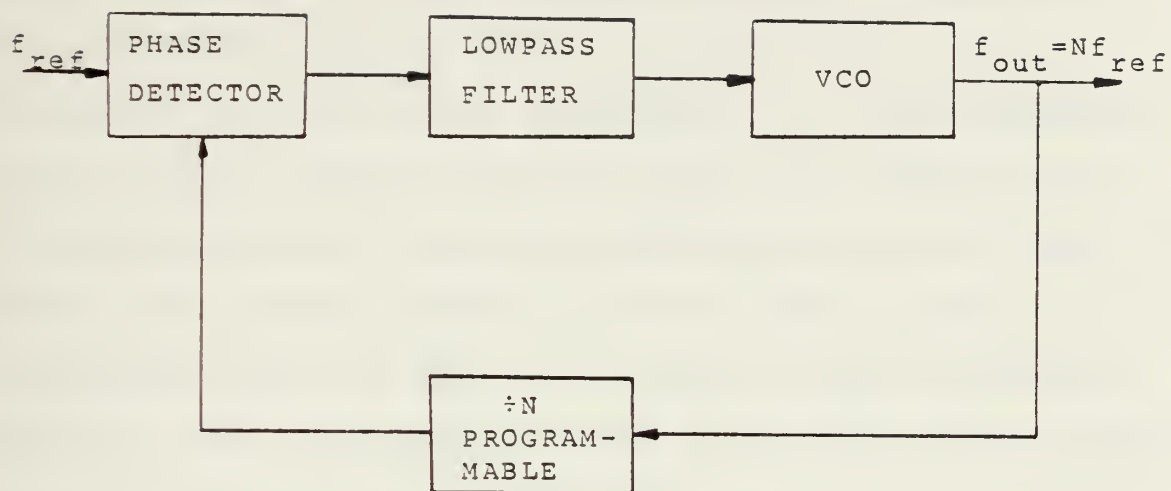 f_ref
PHASE
DETECTOR
LOWPASS
FILTER
VCO
f_out=Nf_ref
÷N
PROGRAM-
MABLE